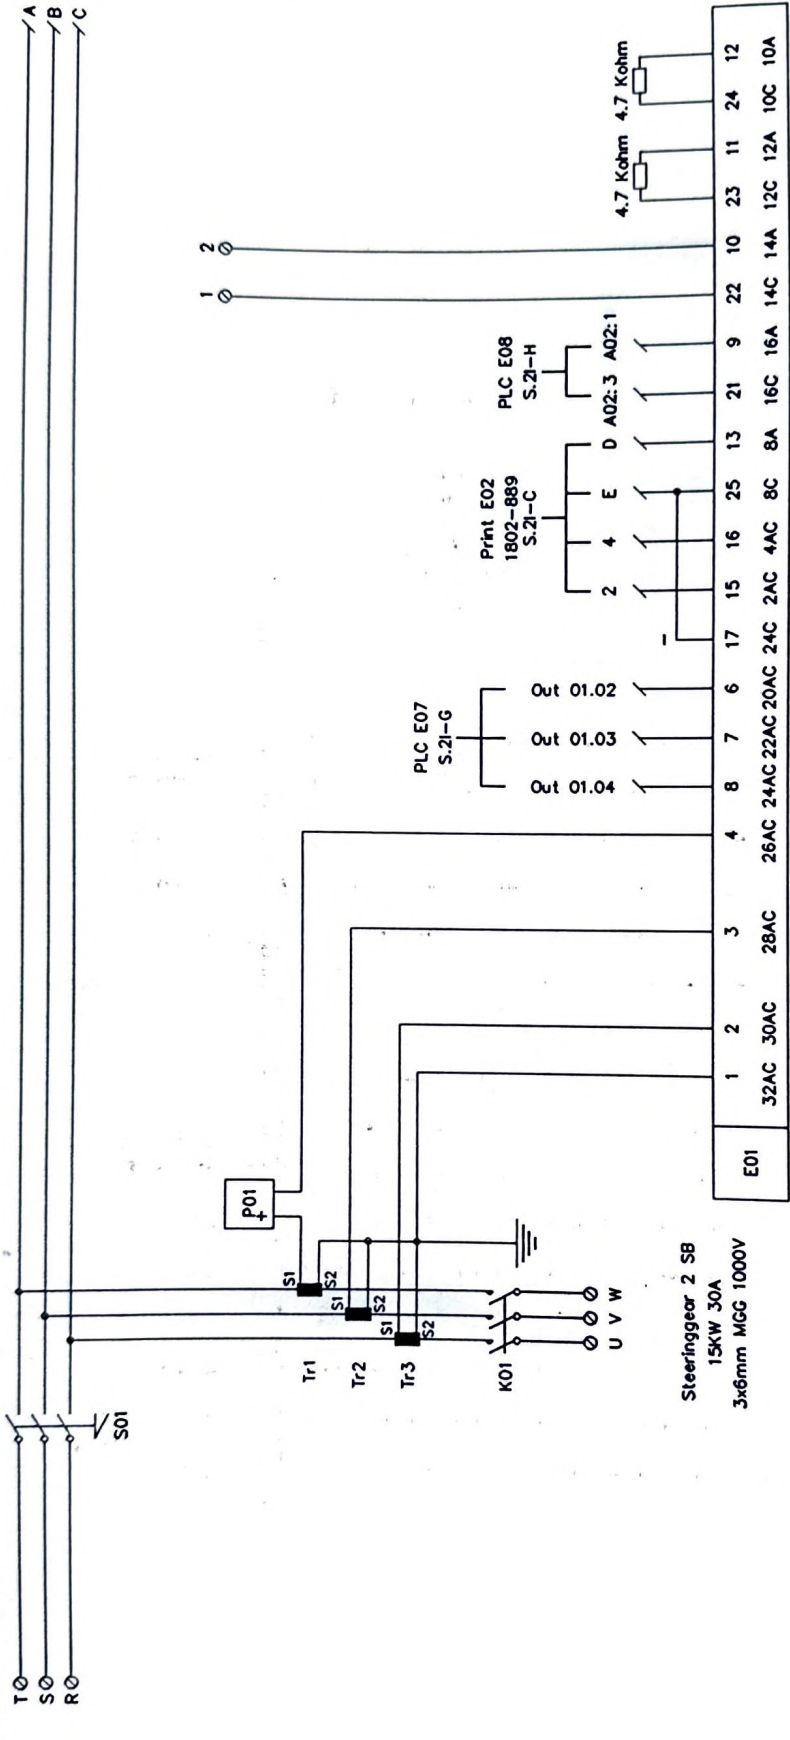 T
S
R
A
B
C
S01
P01
+
S1
S2
S1
S2
S1
S2
Tr1
Tr2
Tr3
K01
U V W
Steeringgear 2 SB
15KW 30A
3x6mm MGG 1000V
PLC E07
S.21-G
Out 01.04
Out 01.03
Out 01.02
-
Print E02
1802-889
S.21-C
2 4 E D
PLC E08
S.21-H
A02:3 A02:1
1 2
4.7 Kohm 4.7 Kohm
E01
1 2 3 4 8 7 6 17 15 16 25 13 21 9 22 10 23 11 24 12
32AC 30AC 28AC 26AC 24AC 22AC 20AC 24C 2AC 4AC 8C 8A 16C 16A 14C 14A 12C 12A 10C 10A